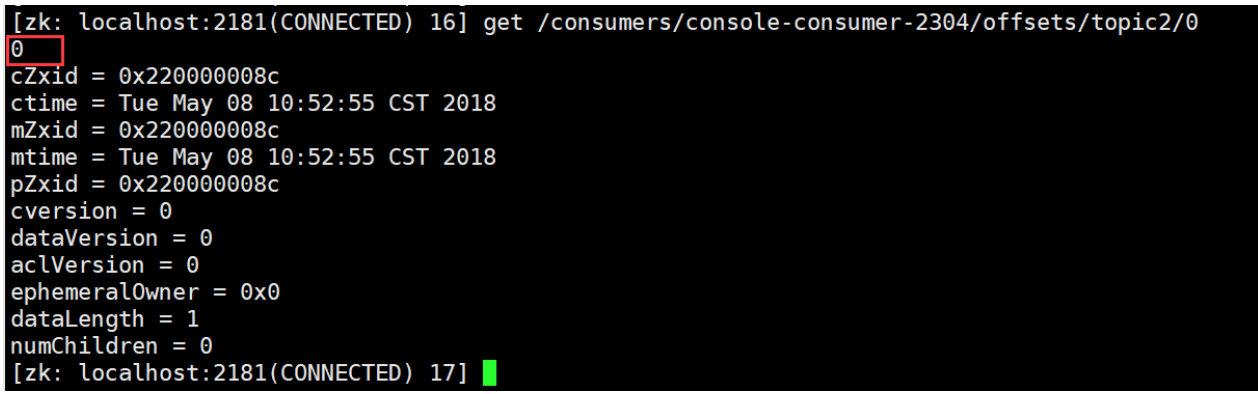 [zk: localhost:2181(CONNECTED) 16] get /consumers/console-consumer-2304/offsets/topic2/0
0
cZxid = 0x220000008c
ctime = Tue May 08 10:52:55 CST 2018
mZxid = 0x220000008c
mtime = Tue May 08 10:52:55 CST 2018
pZxid = 0x220000008c
cversion = 0
dataVersion = 0
aclVersion = 0
ephemeralOwner = 0x0
dataLength = 1
numChildren = 0
[zk: localhost:2181(CONNECTED) 17]